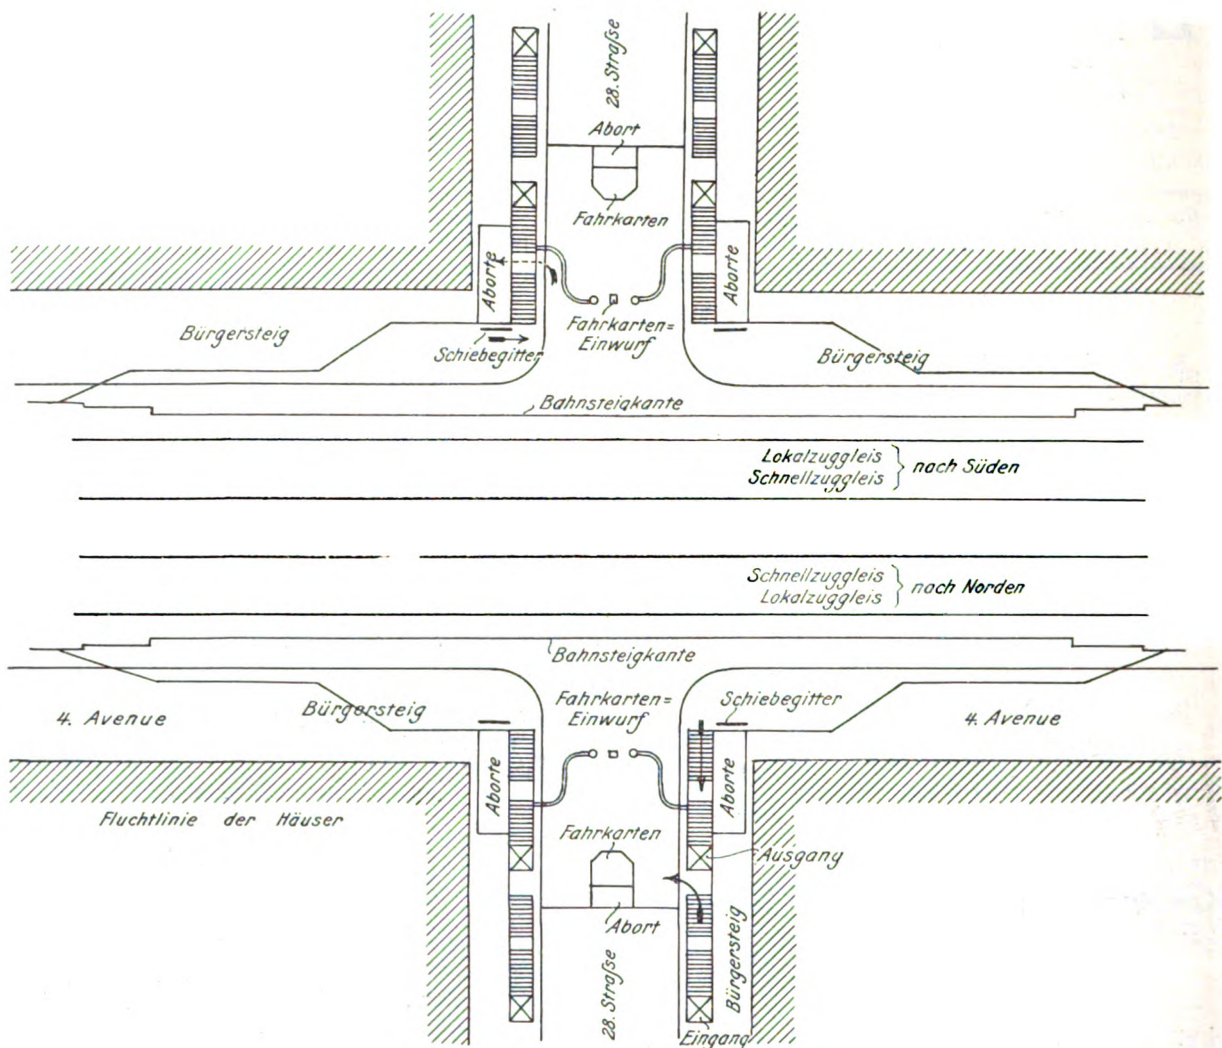 28. Straße
Abort
Fahrkarten
Aborte
Aborte
Bürgersteig
Schiebegitter
Fahrkarten=
Einwurf
Bürgersteig
Bahnsteigkante
Lokalzuggleis
Schnellzuggleis
nach Süden
Schnellzuggleis
Lokalzuggleis
nach Norden
Bahnsteigkante
4. Avenue
Bürgersteig
Fahrkarten=
Einwurf
Schiebegitter
4. Avenue
Aborte
Aborte
Fluchtlinie der Häuser
Fahrkarten
Ausgang
Abort
28. Straße
Bürgersteig
Eingang